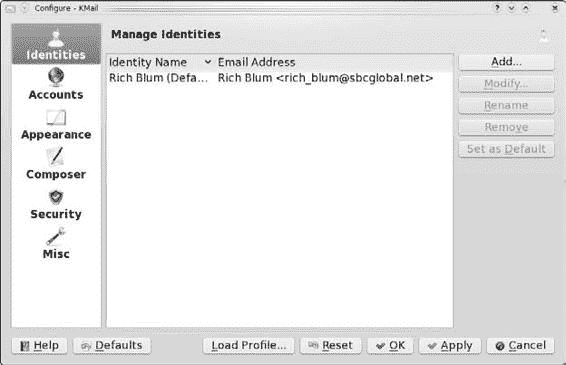 Configure - KMail
Identities
Accounts
Appearance
Composer
Security
Misc
Manage Identities
Identity Name Email Address
Rich Blum (Defa... Rich Blum <rich_blum@sbcglobal.net>
Add...
Modify...
Rename
Remove
Set as Default
Help Defaults Load Profile... Reset OK Apply Cancel